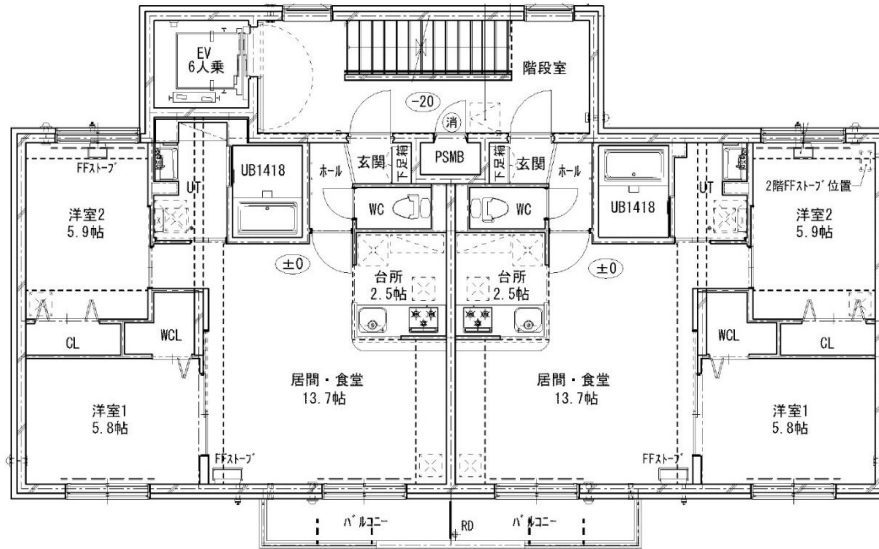 EV
6人乗
階段室
-20
消
FFストーブ
UB1418
ホール
玄関
下足箱
PSMB
下足箱
玄関
ホール
UB1418
UT
UT
2階FFストーブ位置
洋室2
5.9帖
WC
WC
洋室2
5.9帖
±0
台所
2.5帖
台所
2.5帖
±0
CL
WCL
WCL
CL
居間・食堂
13.7帖
居間・食堂
13.7帖
洋室1
5.8帖
洋室1
5.8帖
FFストーブ
FFストーブ
バルコニー
RD
バルコニー